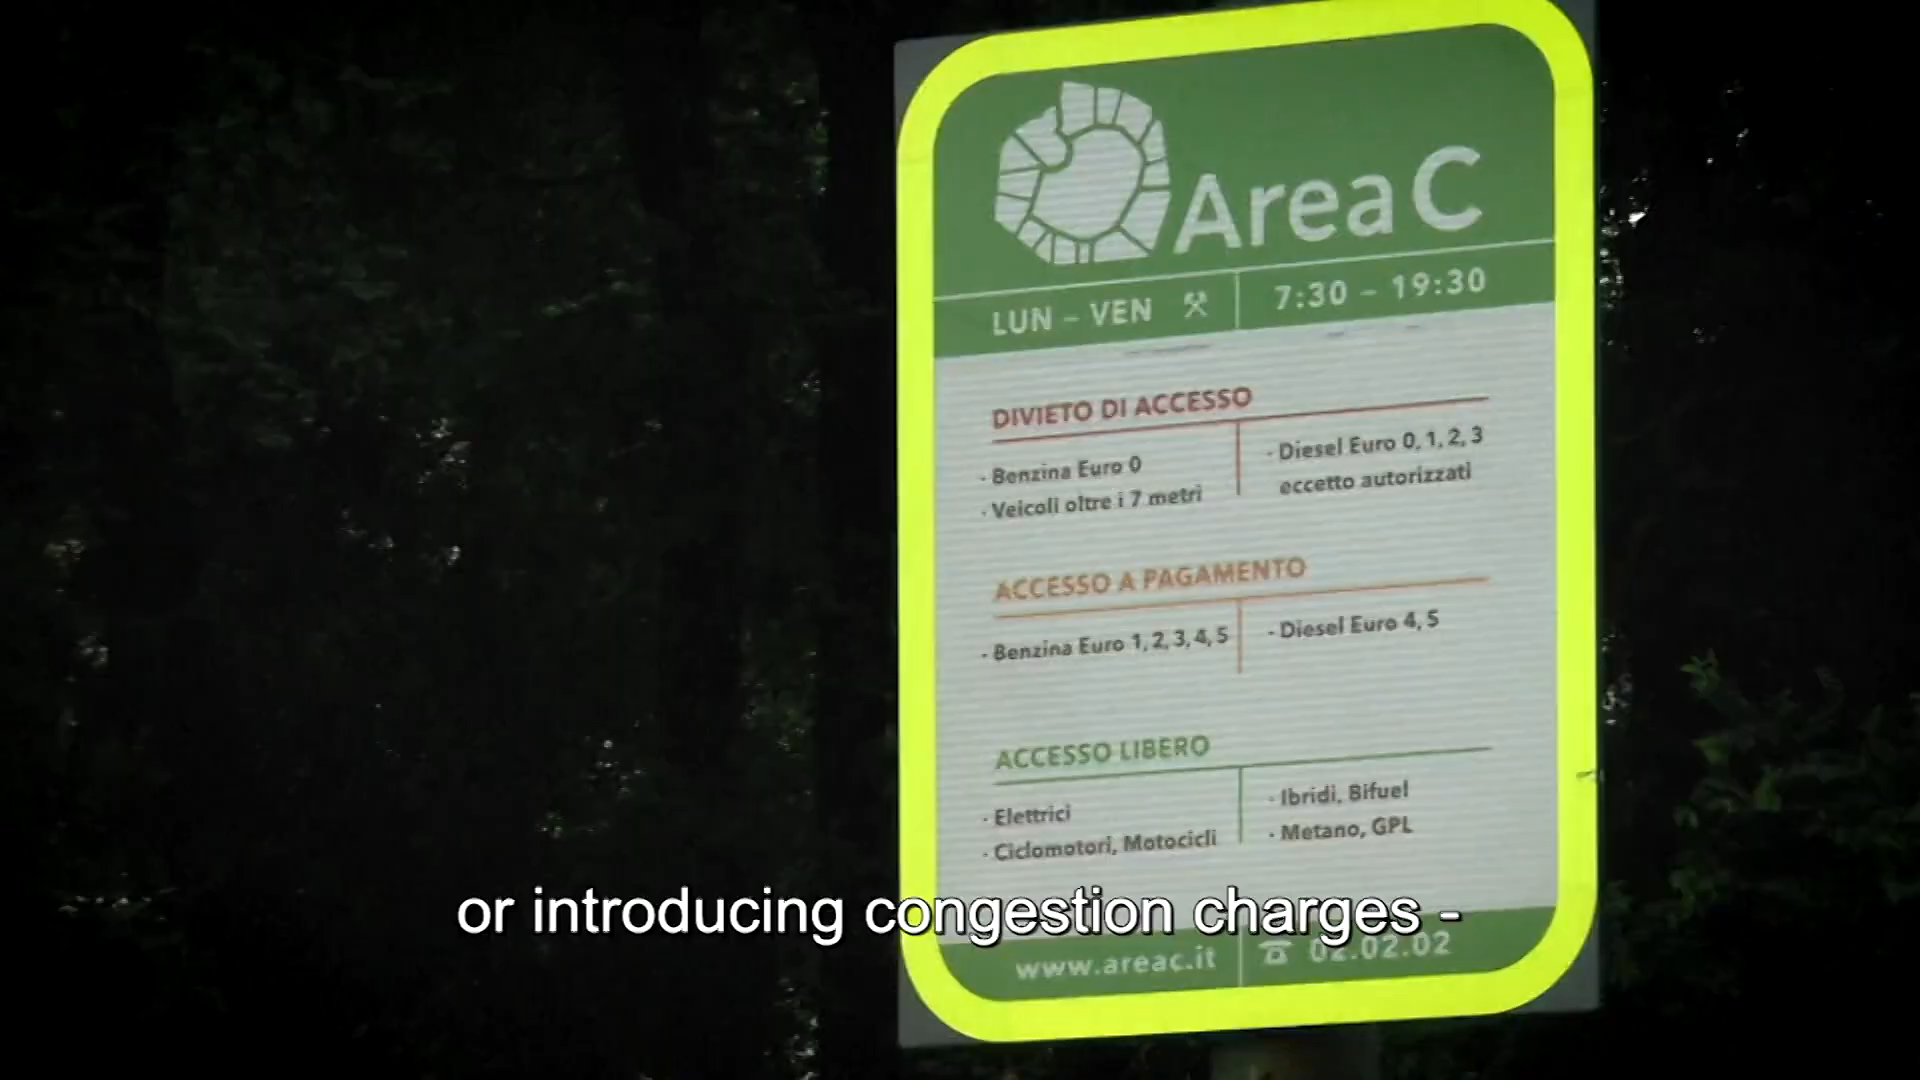 Area C
LUN - VEN 7:30 - 19:30
DIVIETO DI ACCESSO
- Benzina Euro 0
- Veicoli oltre i 7 metri
- Diesel Euro 0, 1, 2, 3
eccetto autorizzati
ACCESSO A PAGAMENTO
- Benzina Euro 1, 2, 3, 4, 5
- Diesel Euro 4, 5
ACCESSO LIBERO
- Elettrici
- Ciclomotori, Motocicli
- Ibridi, Bifuel
- Metano, GPL
or introducing congestion charges -
www.areac.it 02.02.02